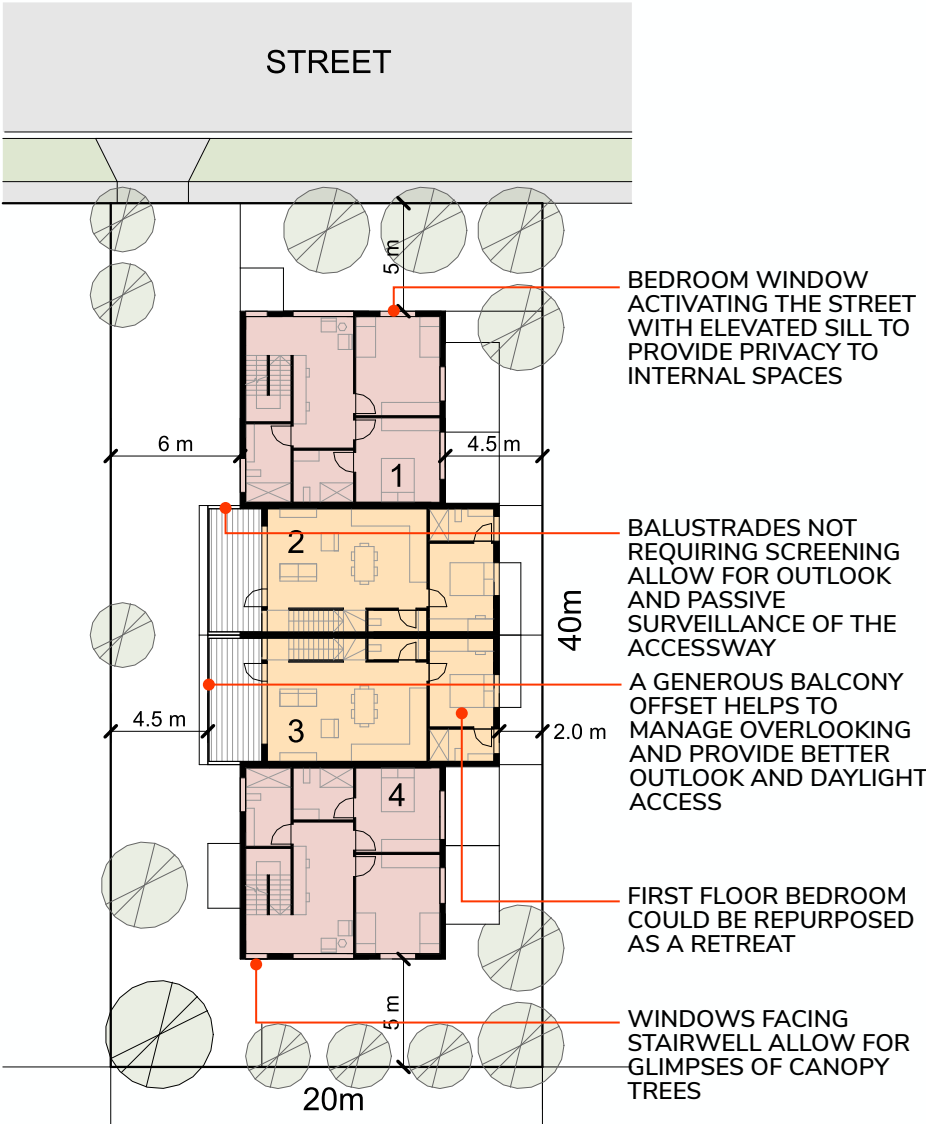 STREET
5 m
BEDROOM WINDOW
ACTIVATING THE STREET
WITH ELEVATED SILL TO
PROVIDE PRIVACY TO
INTERNAL SPACES
6 m
4.5 m
1
2
BALUSTRADES NOT
REQUIRING SCREENING
ALLOW FOR OUTLOOK
AND PASSIVE
SURVEILLANCE OF THE
ACCESSWAY
40m
A GENEROUS BALCONY
OFFSET HELPS TO
MANAGE OVERLOOKING
AND PROVIDE BETTER
OUTLOOK AND DAYLIGHT
ACCESS
4.5 m
3
2.0 m
4
FIRST FLOOR BEDROOM
COULD BE REPURPOSED
AS A RETREAT
5 m
WINDOWS FACING
STAIRWELL ALLOW FOR
GLIMPSES OF CANOPY
TREES
20m